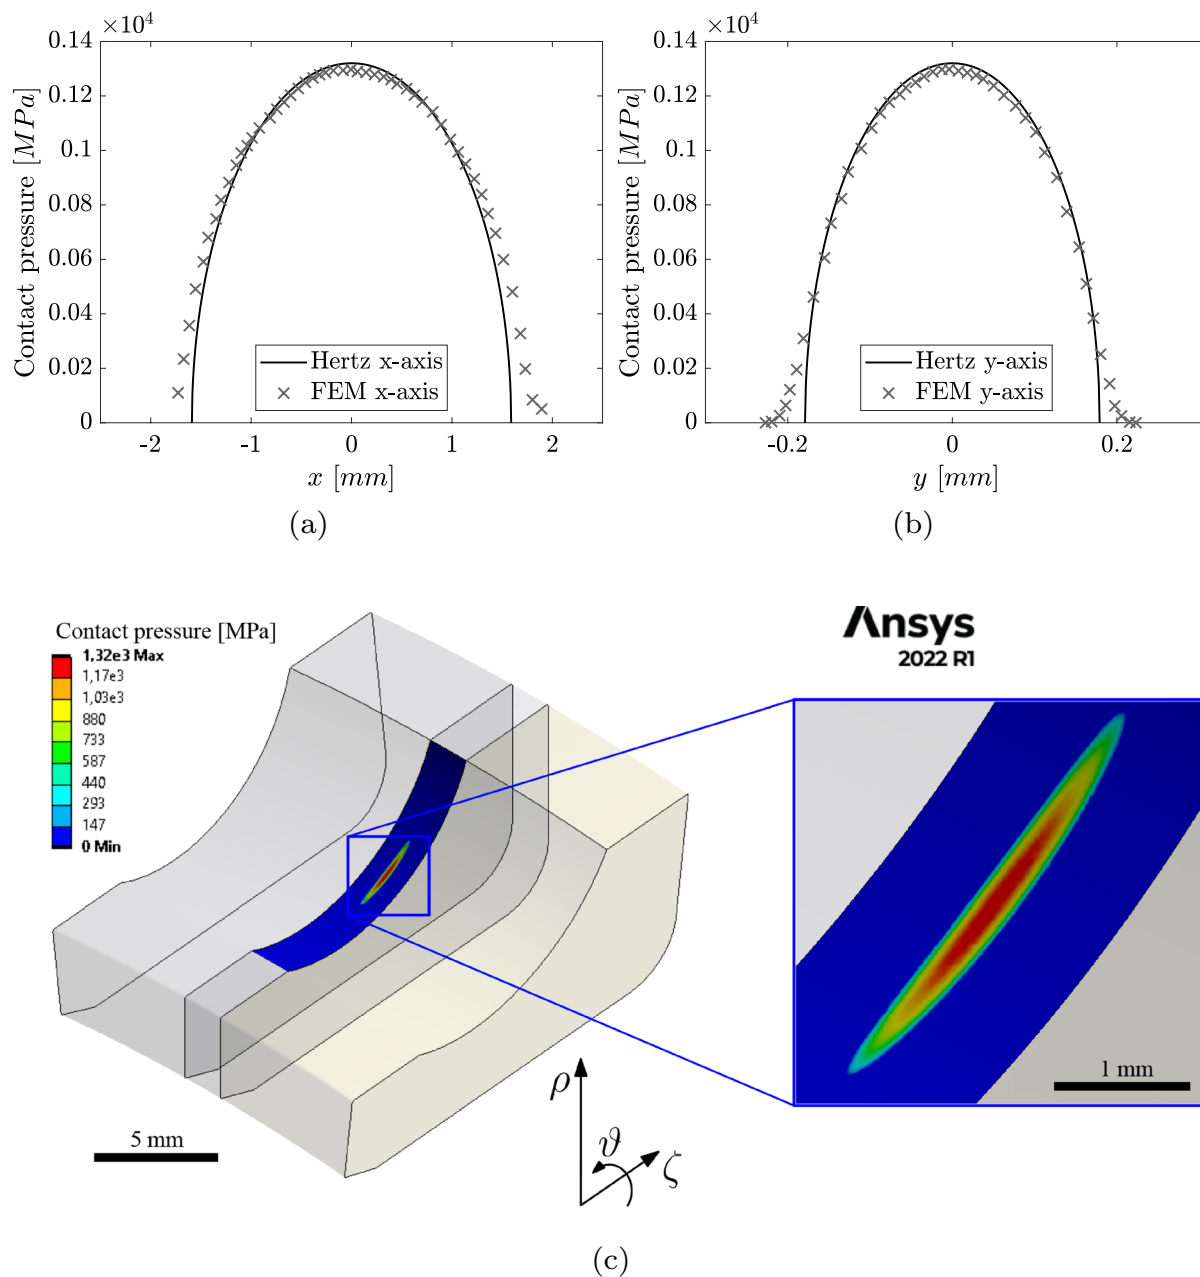 ×10⁴
0.14
0.12
0.1
0.08
0.06
0.04
0.02
0
Contact pressure [MPa]
Hertz x-axis
FEM x-axis
-2 -1 0 1 2
x [mm]
(a)
×10⁴
0.14
0.12
0.1
0.08
0.06
0.04
0.02
0
Contact pressure [MPa]
Hertz y-axis
FEM y-axis
-0.2 0 0.2
y [mm]
(b)
Contact pressure [MPa]
1,32e3 Max
1,17e3
1,03e3
880
733
587
440
293
147
0 Min
Ansys
2022 R1
1 mm
5 mm
ρ
ϑ
ζ
(c)